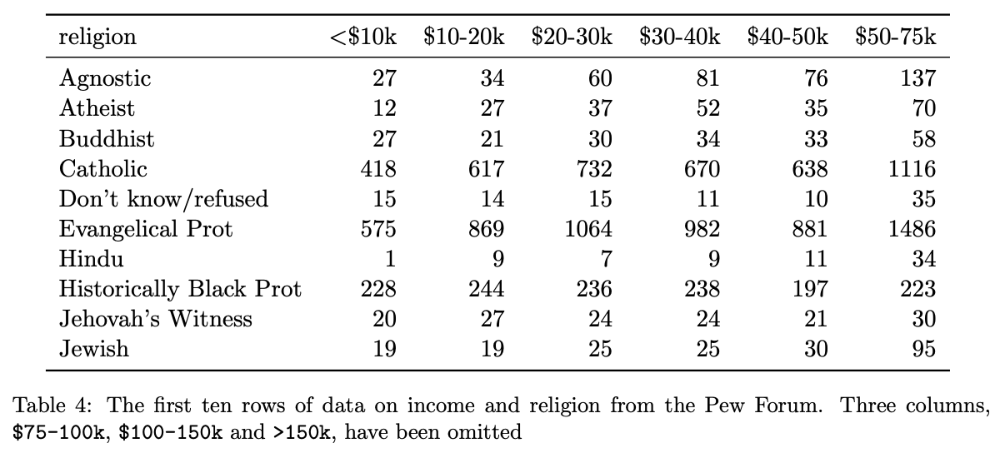 religion <$10k $10-20k $20-30k $30-40k $40-50k $50-75k
Agnostic 27 34 60 81 76 137
Atheist 12 27 37 52 35 70
Buddhist 27 21 30 34 33 58
Catholic 418 617 732 670 638 1116
Don’t know/refused 15 14 15 11 10 35
Evangelical Prot 575 869 1064 982 881 1486
Hindu 1 9 7 9 11 34
Historically Black Prot 228 244 236 238 197 223
Jehovah’s Witness 20 27 24 24 21 30
Jewish 19 19 25 25 30 95
Table 4: The first ten rows of data on income and religion from the Pew Forum. Three columns,
$75-100k, $100-150k and >150k, have been omitted